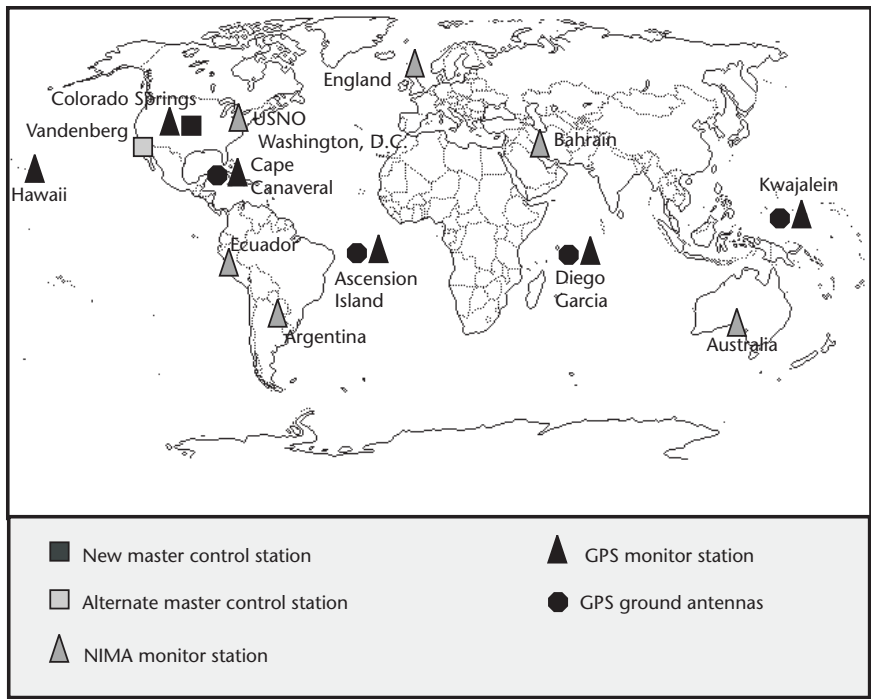 England
Colorado Springs
USNO
Washington, D.C.
Vandenberg
Bahrain
Cape
Canaveral
Hawaii
Kwajalein
Ecuador
Ascension
Island
Diego
Garcia
Argentina
Australia
New master control station
GPS monitor station
Alternate master control station
GPS ground antennas
NIMA monitor station